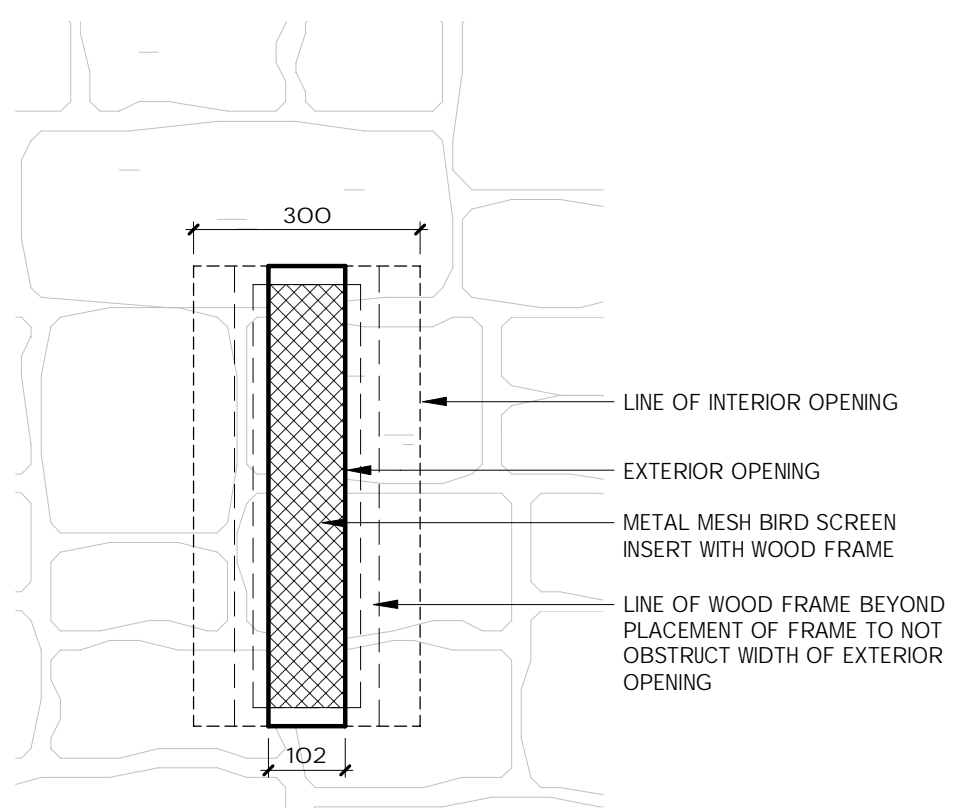 300
LINE OF INTERIOR OPENING
EXTERIOR OPENING
METAL MESH BIRD SCREEN
INSERT WITH WOOD FRAME
LINE OF WOOD FRAME BEYOND
PLACEMENT OF FRAME TO NOT
OBSTRUCT WIDTH OF EXTERIOR
OPENING
102